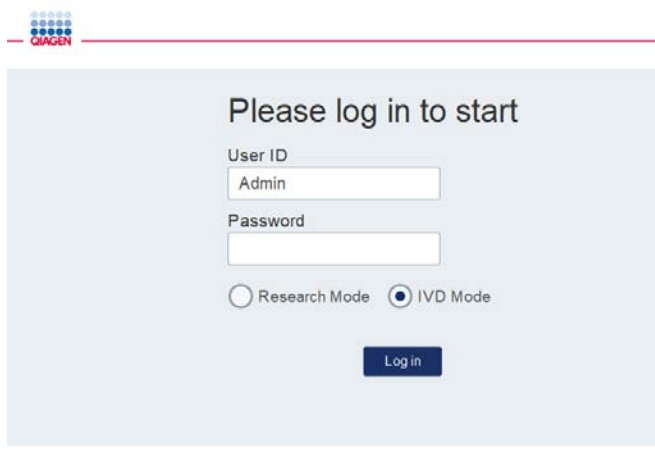 QIAGEN
Please log in to start
User ID
Admin
Password
Research Mode IVD Mode
Log in